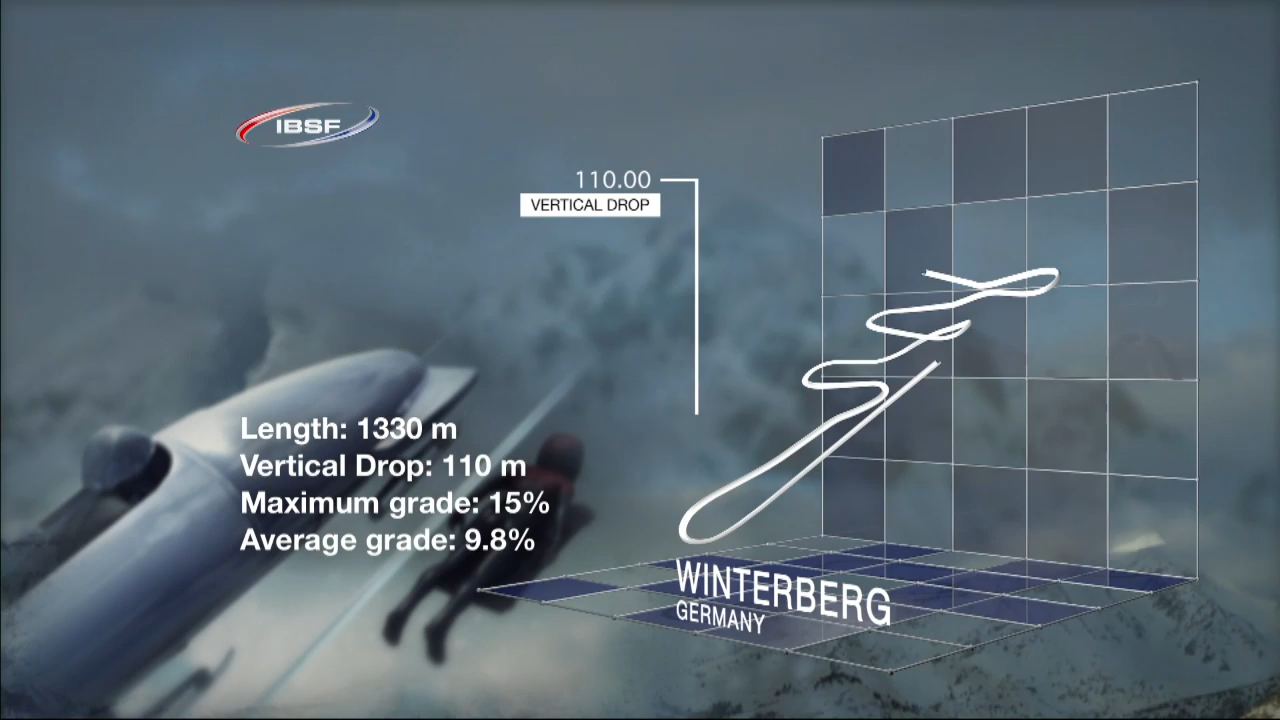 IBSF
110.00
VERTICAL DROP
Length: 1330 m
Vertical Drop: 110 m
Maximum grade: 15%
Average grade: 9.8%
WINTERBERG
GERMANY